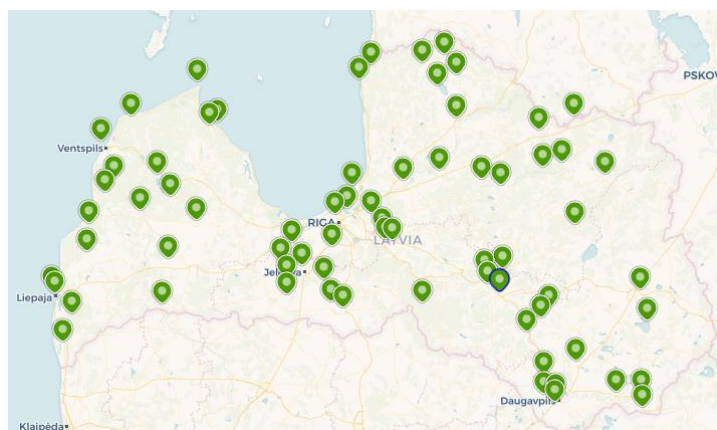 PSKOV
Ventspils
RIGA
LATVIA
Jelgava
Liepaja
Daugavpils
Klaipėda